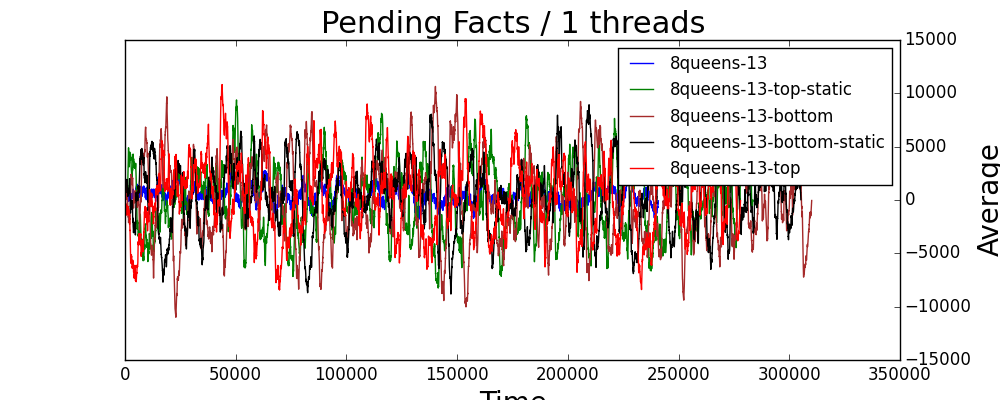 Pending Facts / 1 threads
8queens-13
8queens-13-top-static
8queens-13-bottom
8queens-13-bottom-static
8queens-13-top
15000
10000
5000
0
−5000
−10000
−15000
Average
0 50000 100000 150000 200000 250000 300000 350000
Time